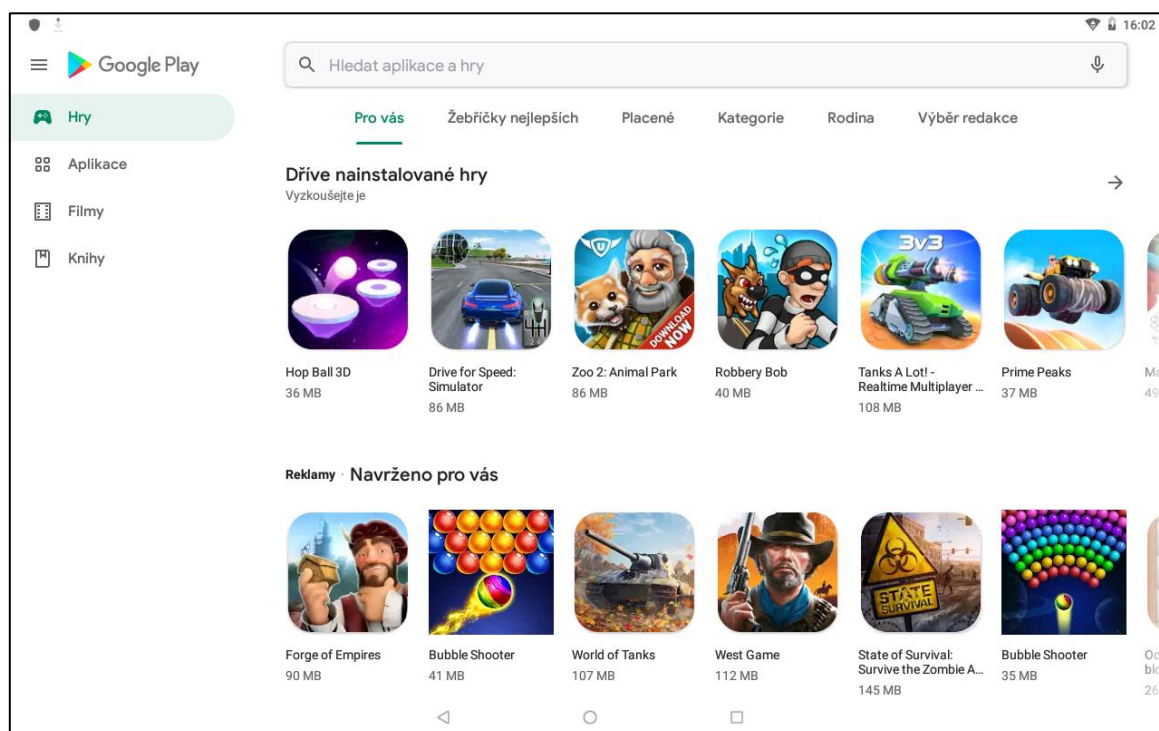 16:02
Google Play
Hledat aplikace a hry
Hry
Aplikace
Filmy
Knihy
Pro vás Žebříčky nejlepších Placené Kategorie Rodina Výběr redakce
Dříve nainstalované hry
Vyzkoušejte je
3v3
DOWNLOAD
NOW
Hop Ball 3D
36 MB
Drive for Speed:
Simulator
86 MB
Zoo 2: Animal Park
86 MB
Robbery Bob
40 MB
Tanks A Lot! -
Realtime Multiplayer ...
108 MB
Prime Peaks
37 MB
Ma
49
Reklamy · Navrženo pro vás
STATE
SURVIVAL
Forge of Empires
90 MB
Bubble Shooter
41 MB
World of Tanks
107 MB
West Game
112 MB
State of Survival:
Survive the Zombie A...
145 MB
Bubble Shooter
35 MB
Od
blo
26